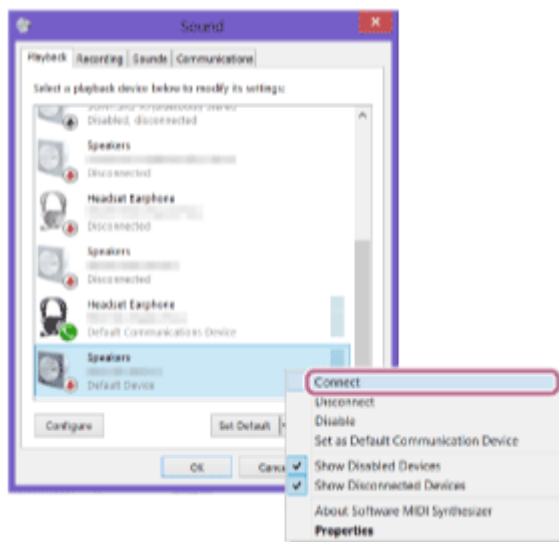 Sound
Playback Recording Sounds Communications
Select a playback device below to modify its settings:
Disabled, disconnected
Speakers
Disconnected
Headset Earphone
Disconnected
Speakers
Disconnected
Headset Earphone
Default Communications Device
Speakers
Default Device
Configure Set Default
OK
Connect
Disconnect
Disable
Set as Default Communication Device
Show Disabled Devices
Show Disconnected Devices
About Software MIDI Synthesizer
Properties